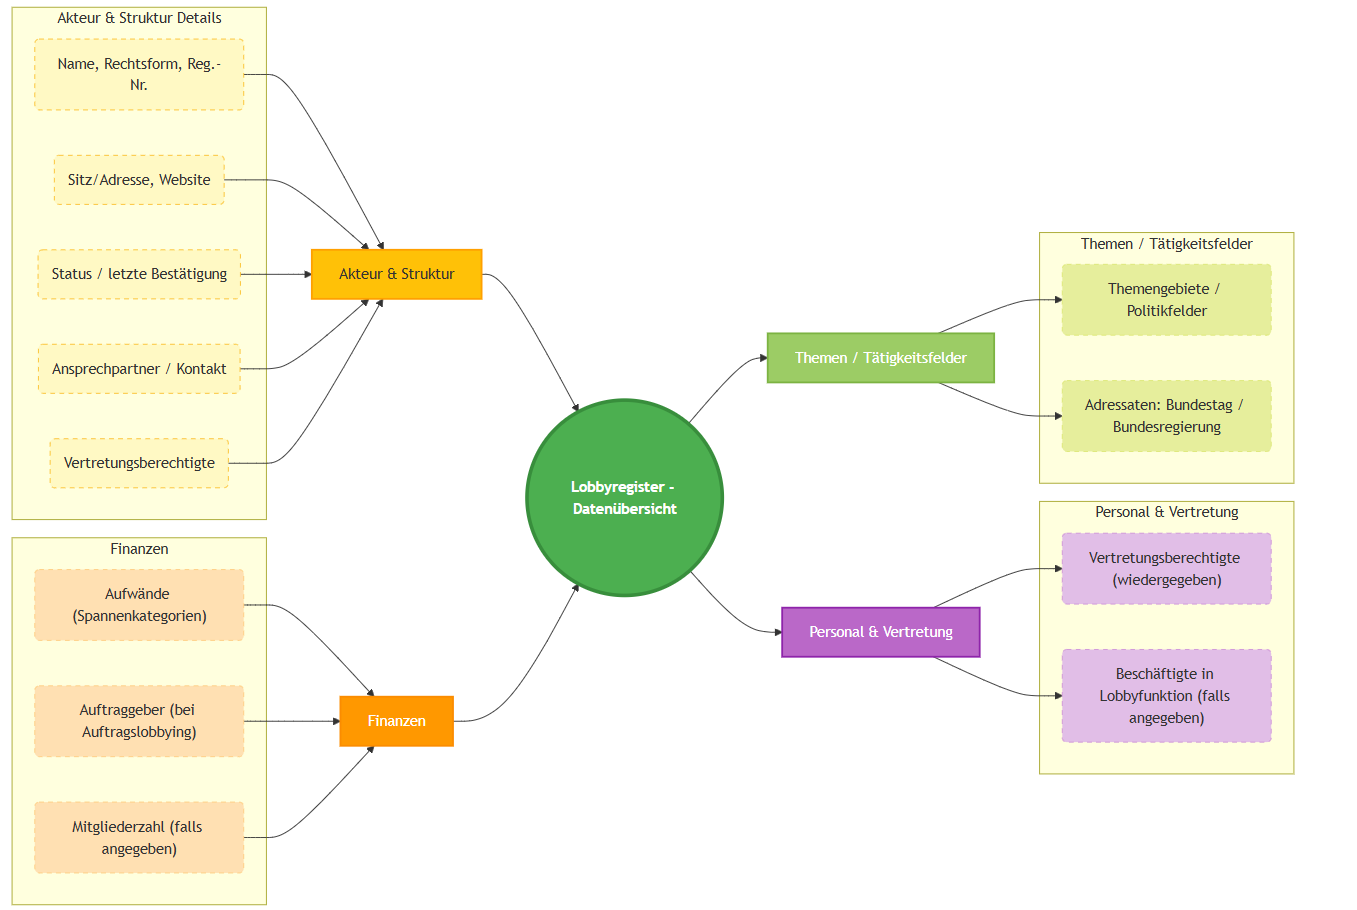 Akteur & Struktur Details
Name, Rechtsform, Reg.-
Nr.
Sitz/Adresse, Website
Status / letzte Bestätigung
Ansprechpartner / Kontakt
Vertretungsberechtigte
Akteur & Struktur
Finanzen
Aufwände
(Spannenkategorien)
Auftraggeber (bei
Auftragslobbying)
Mitgliederzahl (falls
angegeben)
Finanzen
Lobbyregister -
Datenübersicht
Themen / Tätigkeitsfelder
Themen / Tätigkeitsfelder
Themengebiete /
Politikfelder
Adressaten: Bundestag /
Bundesregierung
Personal & Vertretung
Personal & Vertretung
Vertretungsberechtigte
(wiedergegeben)
Beschäftigte in
Lobbyfunktion (falls
angegeben)